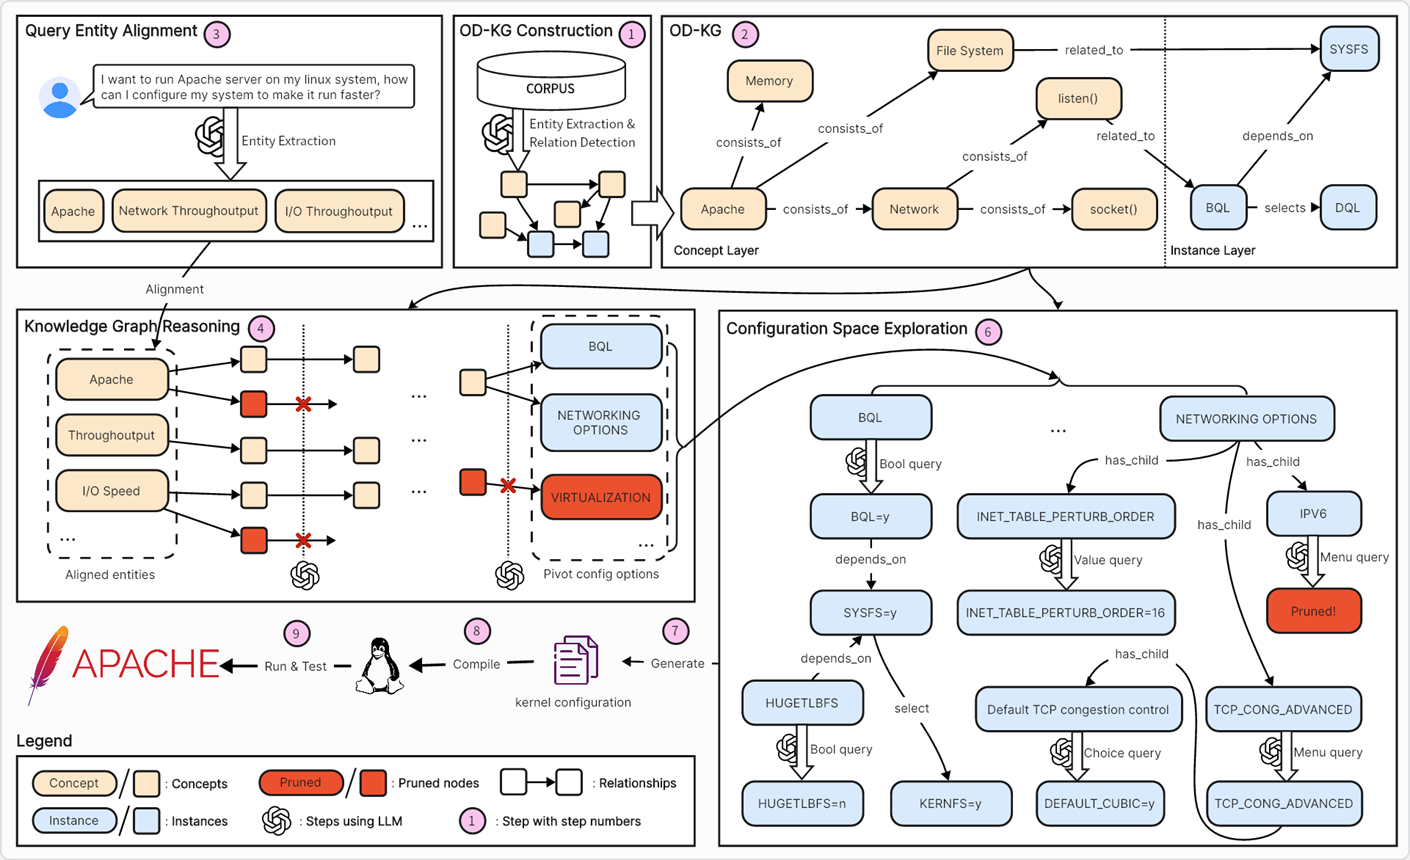 Query Entity Alignment 3
I want to run Apache server on my linux system, how
can I configure my system to make it run faster?
Entity Extraction
Apache
Network Throughoutput
I/O Throughoutput
...
Alignment
OD-KG Construction 1
CORPUS
Entity Extraction &
Relation Detection
OD-KG 2
Memory
File System
related_to
SYSFS
listen()
consists_of
consists_of
consists_of
related_to
depends_on
Apache
consists_of
Network
consists_of
socket()
BQL
selects
DQL
Concept Layer
Instance Layer
Knowledge Graph Reasoning 4
Apache
Throughoutput
I/O Speed
...
Aligned entities
...
...
...
BQL
NETWORKING
OPTIONS
VIRTUALIZATION
...
Pivot config options
Configuration Space Exploration 6
BQL
...
NETWORKING OPTIONS
Bool query
BQL=y
depends_on
SYSFS=y
depends_on
HUGETLBFS
Bool query
HUGETLBFS=n
select
KERNFS=y
has_child
has_child
has_child
INET_TABLE_PERTURB_ORDER
Value query
INET_TABLE_PERTURB_ORDER=16
IPV6
Menu query
Pruned!
has_child
Default TCP congestion control
Choice query
DEFAULT_CUBIC=y
TCP_CONG_ADVANCED
Menu query
TCP_CONG_ADVANCED
7
Generate
kernel configuration
8
Compile
9
Run & Test
APACHE
Legend
Concept / : Concepts
Pruned / : Pruned nodes
: Relationships
Instance / : Instances
: Steps using LLM
1 : Step with step numbers